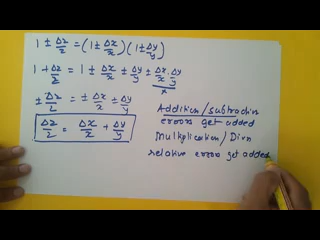 1 ± Δz/z = (1 ± Δx/x) (1 ± Δy/y)
1 + Δz/z = 1 ± Δx/x ± Δy/y ± Δx/x · Δy/y
± Δz/z = ± Δx/x ± Δy/y
Δz/z = Δx/x + Δy/y
Addition/subtraction
errors get added
Multiplication/Divn
relative errors get added